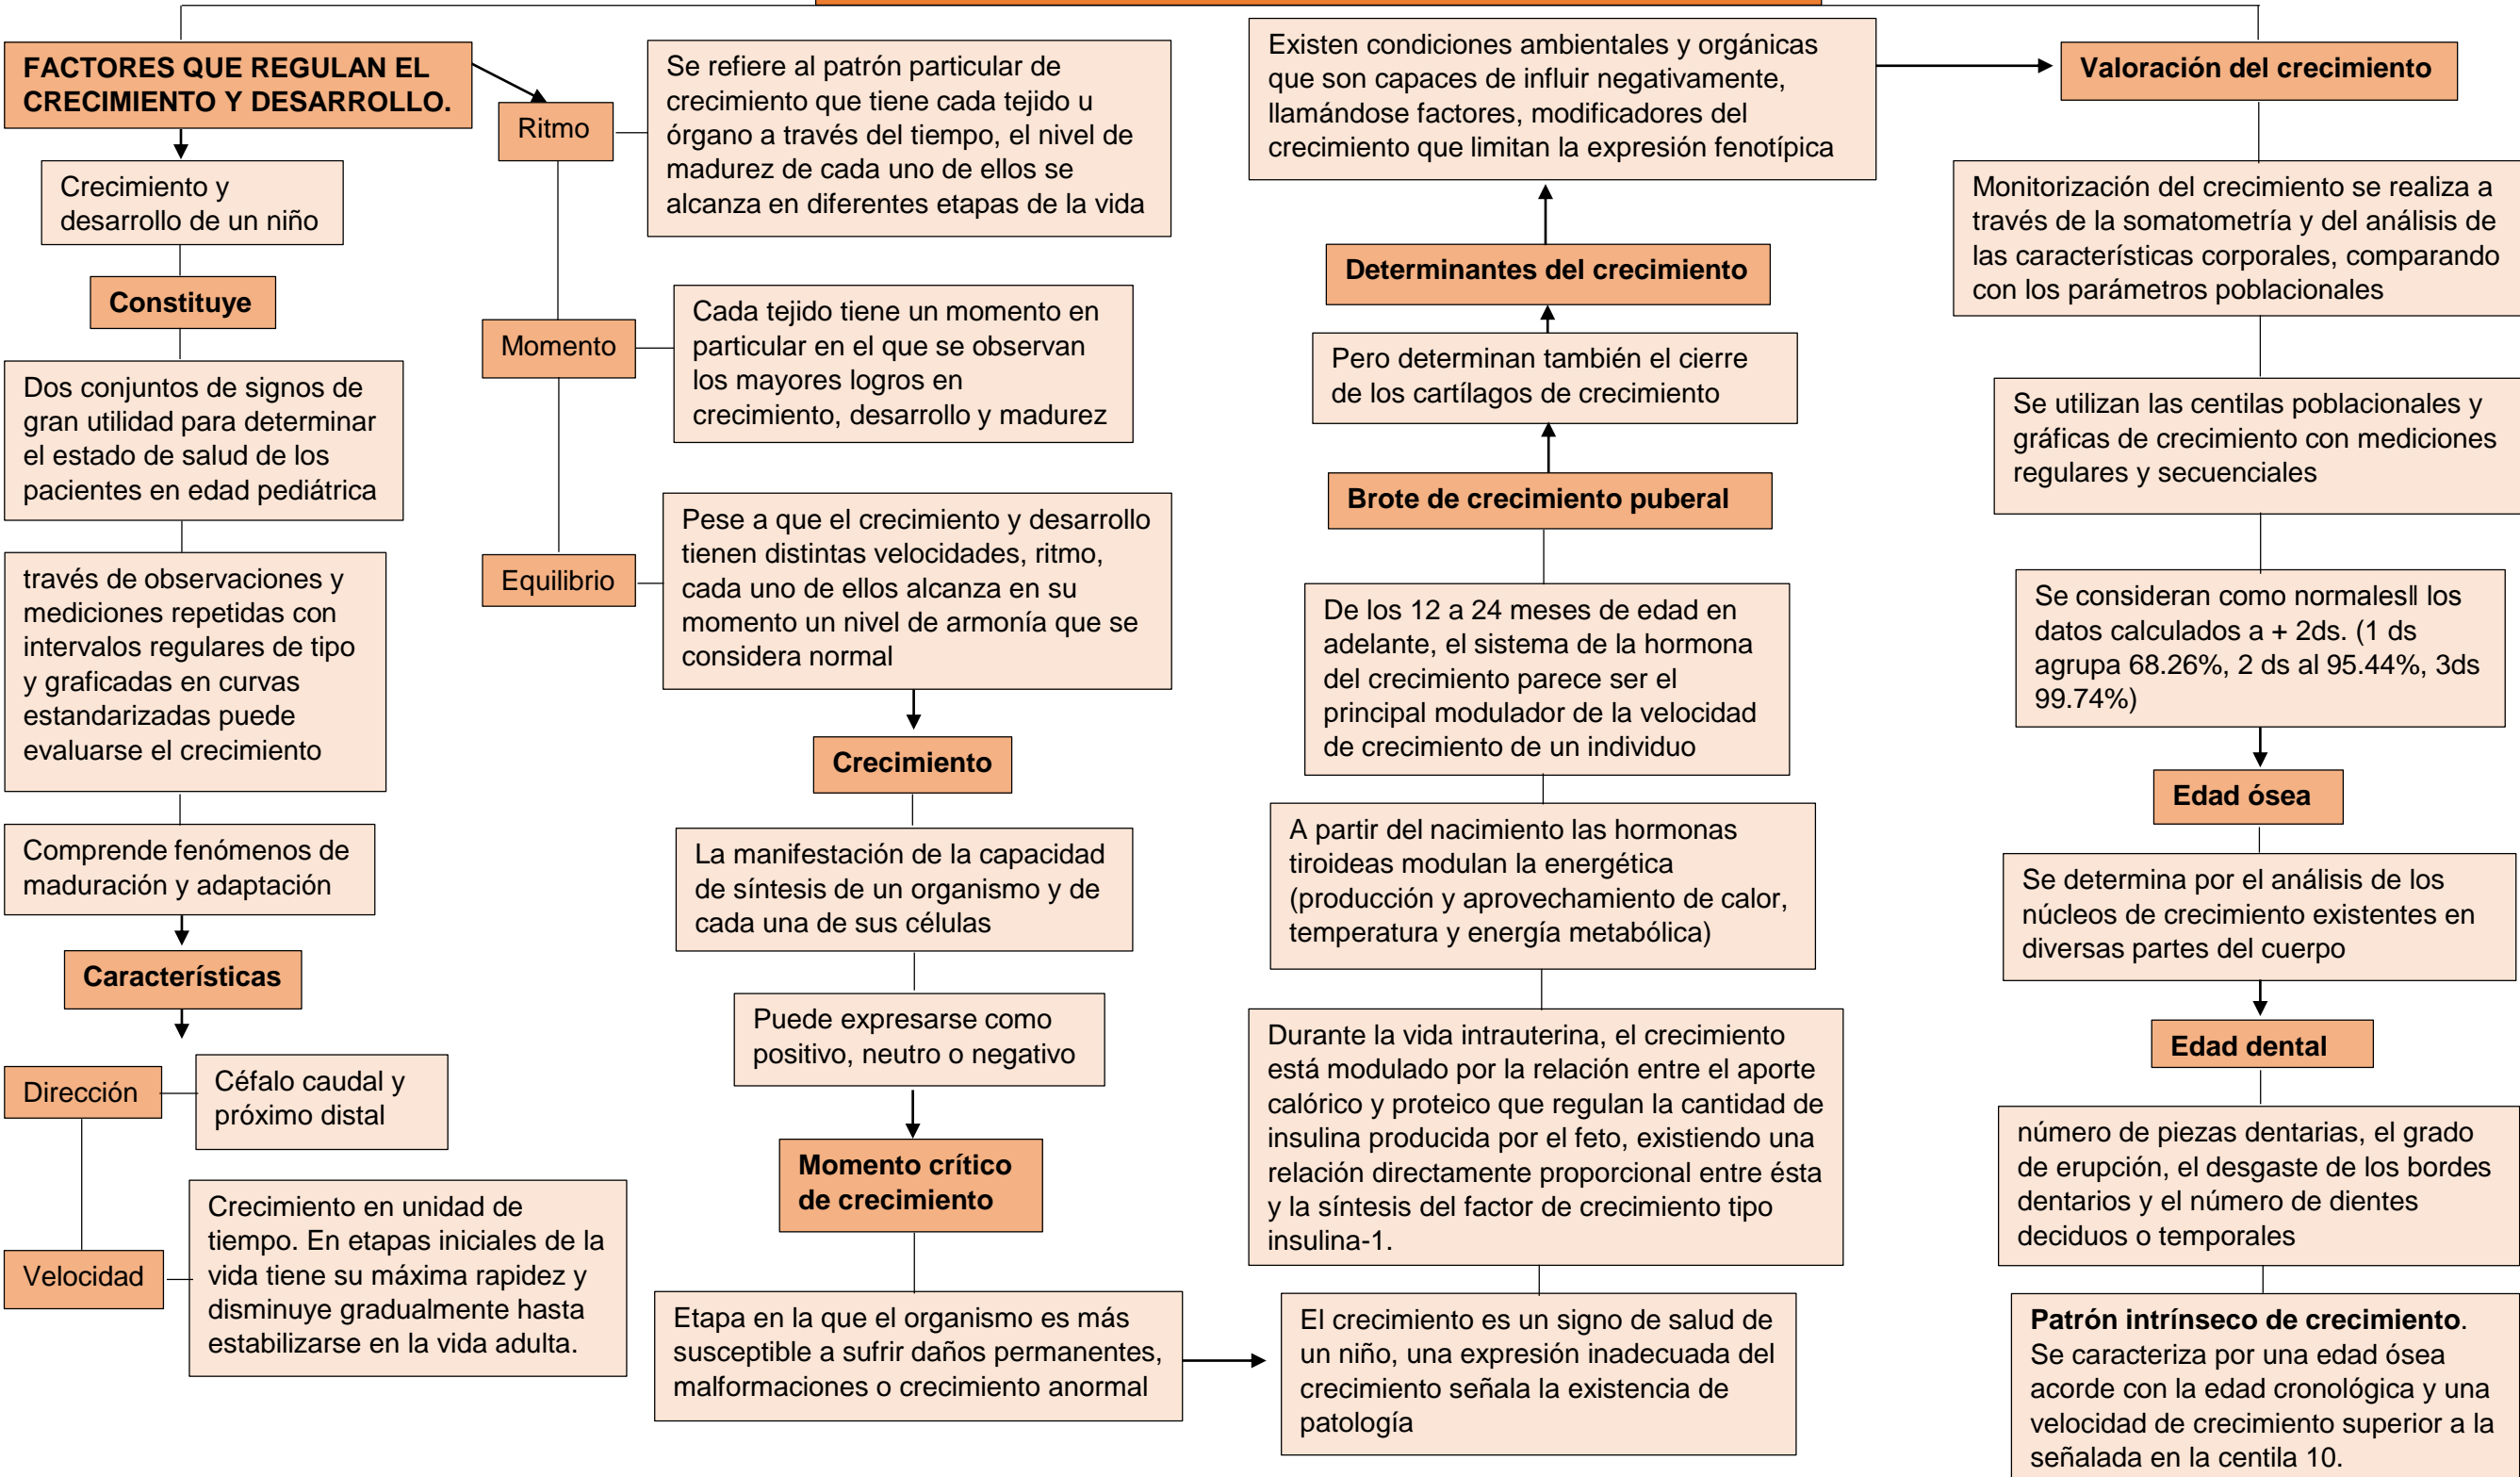 FACTORES QUE REGULAN EL
CRECIMIENTO Y DESARROLLO.
Crecimiento y
desarrollo de un niño
Constituye
Dos conjuntos de signos de
gran utilidad para determinar
el estado de salud de los
pacientes en edad pediátrica
través de observaciones y
mediciones repetidas con
intervalos regulares de tipo
y graficadas en curvas
estandarizadas puede
evaluarse el crecimiento
Comprende fenómenos de
maduración y adaptación
Características
Dirección
Céfalo caudal y
próximo distal
Velocidad
Crecimiento en unidad de
tiempo. En etapas iniciales de la
vida tiene su máxima rapidez y
disminuye gradualmente hasta
estabilizarse en la vida adulta.
Ritmo
Se refiere al patrón particular de
crecimiento que tiene cada tejido u
órgano a través del tiempo, el nivel de
madurez de cada uno de ellos se
alcanza en diferentes etapas de la vida
Momento
Cada tejido tiene un momento en
particular en el que se observan
los mayores logros en
crecimiento, desarrollo y madurez
Equilibrio
Pese a que el crecimiento y desarrollo
tienen distintas velocidades, ritmo,
cada uno de ellos alcanza en su
momento un nivel de armonía que se
considera normal
Crecimiento
La manifestación de la capacidad
de síntesis de un organismo y de
cada una de sus células
Puede expresarse como
positivo, neutro o negativo
Momento crítico
de crecimiento
Etapa en la que el organismo es más
susceptible a sufrir daños permanentes,
malformaciones o crecimiento anormal
Existen condiciones ambientales y orgánicas
que son capaces de influir negativamente,
llamándose factores, modificadores del
crecimiento que limitan la expresión fenotípica
Determinantes del crecimiento
Pero determinan también el cierre
de los cartílagos de crecimiento
Brote de crecimiento puberal
De los 12 a 24 meses de edad en
adelante, el sistema de la hormona
del crecimiento parece ser el
principal modulador de la velocidad
de crecimiento de un individuo
A partir del nacimiento las hormonas
tiroideas modulan la energética
(producción y aprovechamiento de calor,
temperatura y energía metabólica)
Durante la vida intrauterina, el crecimiento
está modulado por la relación entre el aporte
calórico y proteico que regulan la cantidad de
insulina producida por el feto, existiendo una
relación directamente proporcional entre ésta
y la síntesis del factor de crecimiento tipo
insulina-1.
El crecimiento es un signo de salud de
un niño, una expresión inadecuada del
crecimiento señala la existencia de
patología
Valoración del crecimiento
Monitorización del crecimiento se realiza a
través de la somatometría y del análisis de
las características corporales, comparando
con los parámetros poblacionales
Se utilizan las centilas poblacionales y
gráficas de crecimiento con mediciones
regulares y secuenciales
Se consideran como normales‖ los
datos calculados a + 2ds. (1 ds
agrupa 68.26%, 2 ds al 95.44%, 3ds
99.74%)
Edad ósea
Se determina por el análisis de los
núcleos de crecimiento existentes en
diversas partes del cuerpo
Edad dental
número de piezas dentarias, el grado
de erupción, el desgaste de los bordes
dentarios y el número de dientes
deciduos o temporales
Patrón intrínseco de crecimiento.
Se caracteriza por una edad ósea
acorde con la edad cronológica y una
velocidad de crecimiento superior a la
señalada en la centila 10.